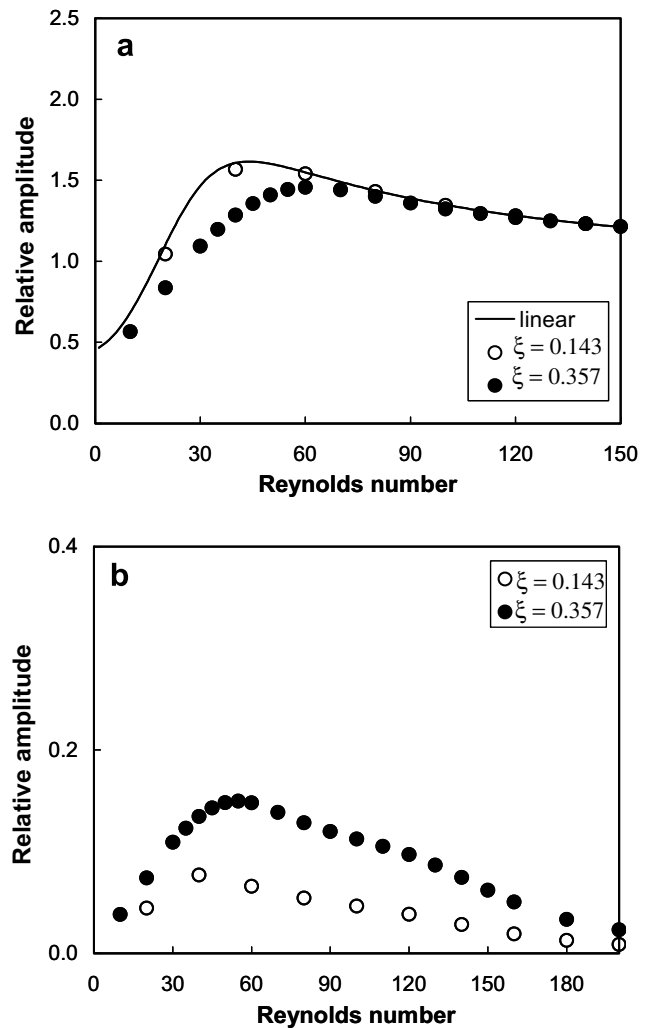 a
2.5
2.0
1.5
1.0
0.5
0.0
Relative amplitude
linear
ξ = 0.143
ξ = 0.357
0 30 60 90 120 150
Reynolds number
b
0.4
0.2
0.0
Relative amplitude
ξ = 0.143
ξ = 0.357
0 30 60 90 120 150 180
Reynolds number